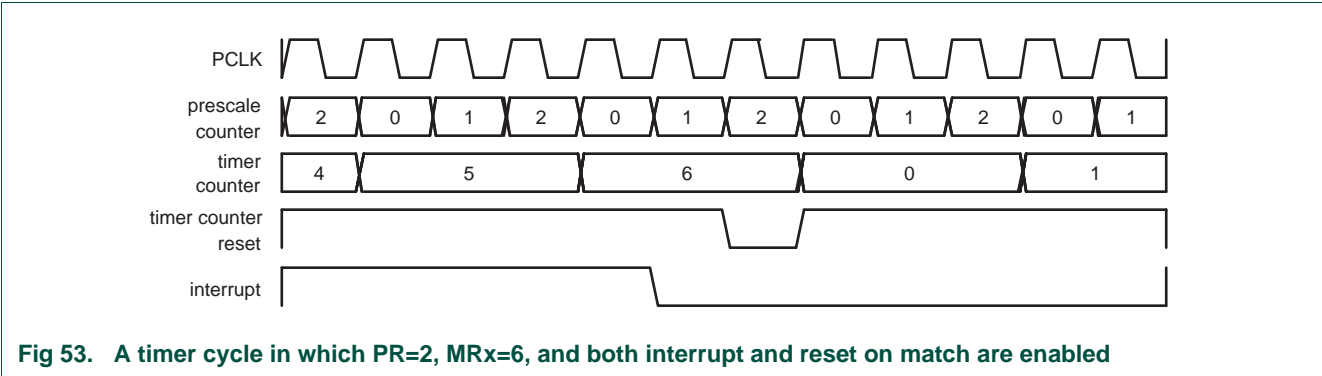 PCLK
prescale
counter
2 0 1 2 0 1 2 0 1 2 0 1
timer
counter
4 5 6 0 1
timer counter
reset
interrupt
Fig 53. A timer cycle in which PR=2, MRx=6, and both interrupt and reset on match are enabled